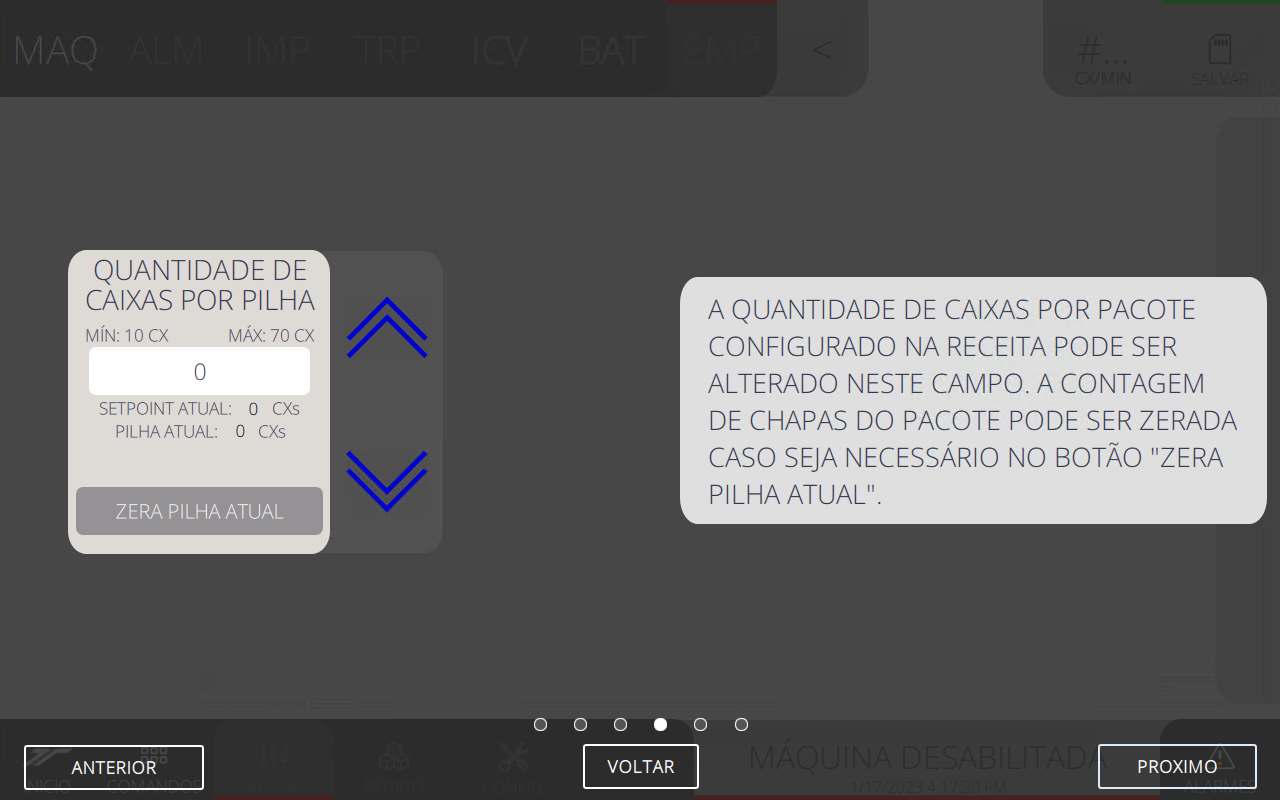 MAQ ALM IMP TRP ICV BAT EMP <
#...
CX/MIN SALVAR
QUANTIDADE DE
CAIXAS POR PILHA
MÍN: 10 CX MÁX: 70 CX
0
SETPOINT ATUAL: 0 CXs
PILHA ATUAL: 0 CXs
ZERA PILHA ATUAL
A QUANTIDADE DE CAIXAS POR PACOTE
CONFIGURADO NA RECEITA PODE SER
ALTERADO NESTE CAMPO. A CONTAGEM
DE CHAPAS DO PACOTE PODE SER ZERADA
CASO SEJA NECESSÁRIO NO BOTÃO "ZERA
PILHA ATUAL".
MÁQUINA DESABILITADA
1/17/2023 4:17:30 PM
ANTERIOR
VOLTAR
PROXIMO
INICIO COMANDOS PEDIDO CONFIG ALARMES